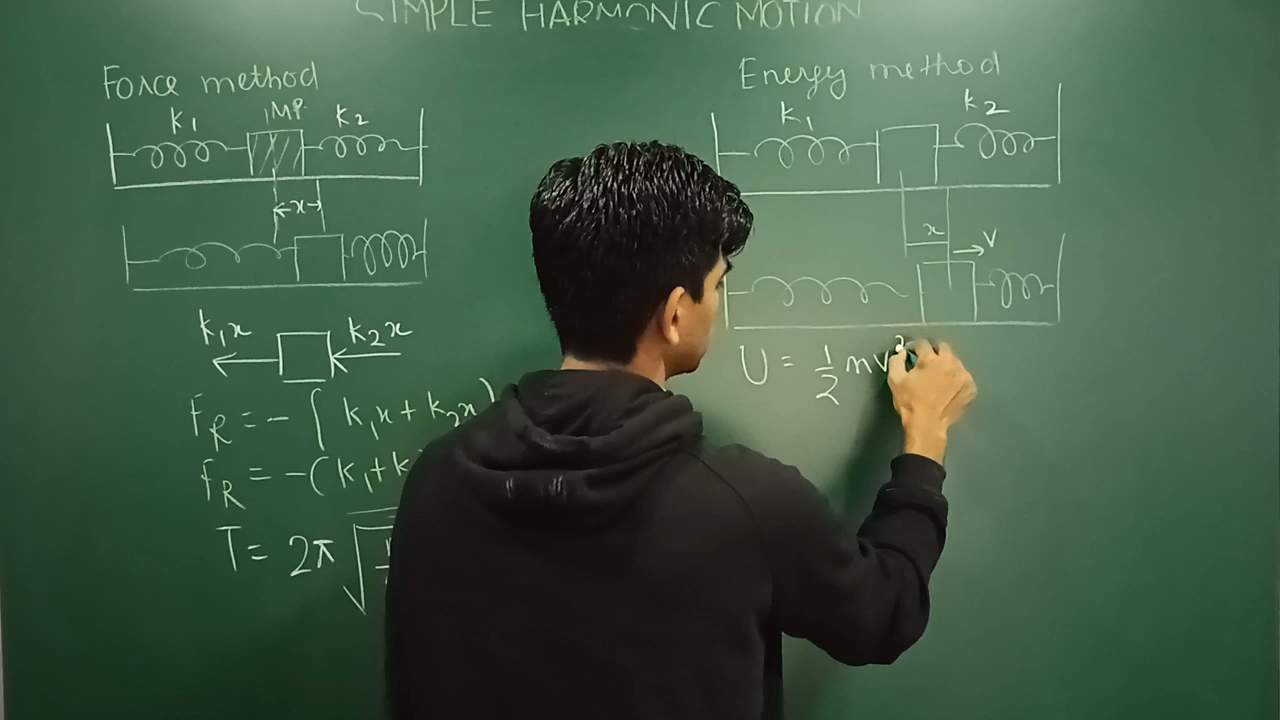 SIMPLE HARMONIC MOTION
Force method
IMP.
k1 k2
x
k1x k2x
FR = - ∫ k1x + k2x )
FR = -(k1+k
T = 2π √
Energy method
k1 k2
x v
U = 1/2 mv²